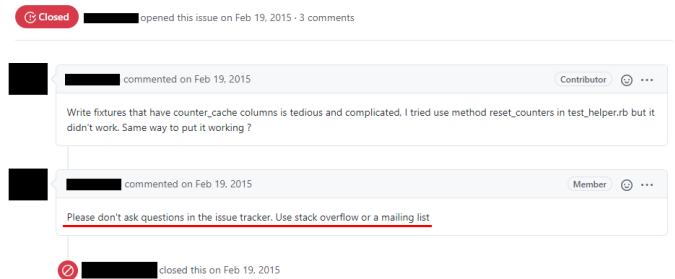 Closed opened this issue on Feb 19, 2015 · 3 comments
commented on Feb 19, 2015 Contributor
Write fixtures that have counter_cache columns is tedious and complicated. I tried use method reset_counters in test_helper.rb but it
didn't work. Same way to put it working ?
commented on Feb 19, 2015 Member
Please don't ask questions in the issue tracker. Use stack overflow or a mailing list
closed this on Feb 19, 2015